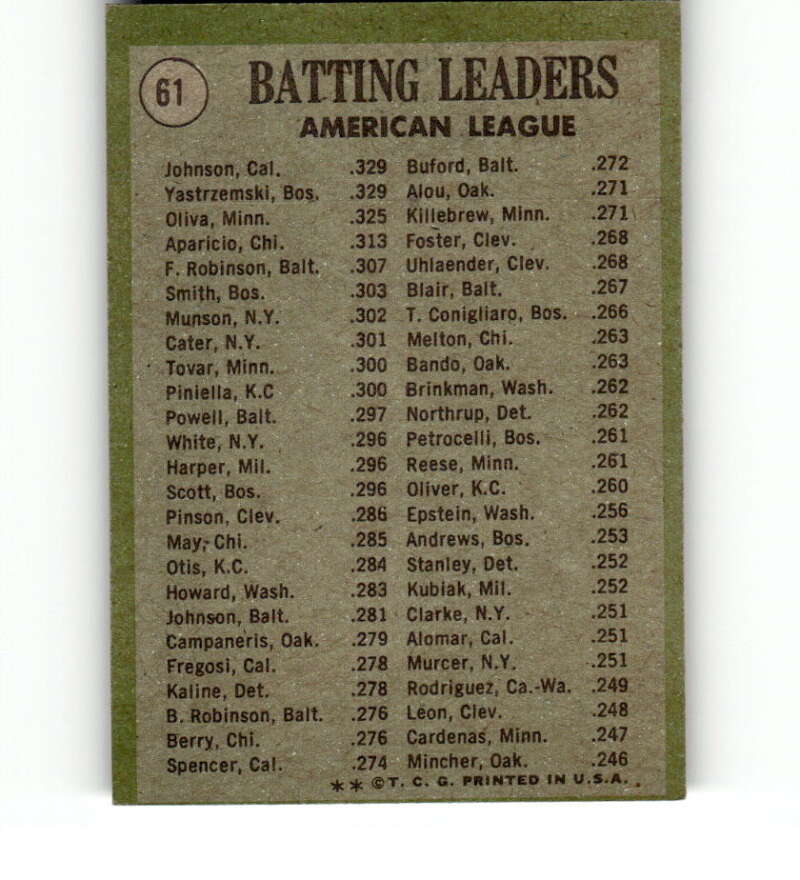 61
BATTING LEADERS
AMERICAN LEAGUE
Johnson, Cal. .329
Yastrzemski, Bos. .329
Oliva, Minn. .325
Aparicio, Chi. .313
F. Robinson, Balt. .307
Smith, Bos. .303
Munson, N.Y. .302
Cater, N.Y. .301
Tovar, Minn. .300
Piniella, K.C .300
Powell, Balt. .297
White, N.Y. .296
Harper, Mil. .296
Scott, Bos. .296
Pinson, Clev. .286
May, Chi. .285
Otis, K.C. .284
Howard, Wash. .283
Johnson, Balt. .281
Campaneris, Oak. .279
Fregosi, Cal. .278
Kaline, Det. .278
B. Robinson, Balt. .276
Berry, Chi. .276
Spencer, Cal. .274
Buford, Balt. .272
Alou, Oak. .271
Killebrew, Minn. .271
Foster, Clev. .268
Uhlaender, Clev. .268
Blair, Balt. .267
T. Conigliaro, Bos. .266
Melton, Chi. .263
Bando, Oak. .263
Brinkman, Wash. .262
Northrup, Det. .262
Petrocelli, Bos. .261
Reese, Minn. .261
Oliver, K.C. .260
Epstein, Wash. .256
Andrews, Bos. .253
Stanley, Det. .252
Kubiak, Mil. .252
Clarke, N.Y. .251
Alomar, Cal. .251
Murcer, N.Y. .251
Rodriguez, Ca.-Wa. .249
Leon, Clev. .248
Cardenas, Minn. .247
Mincher, Oak. .246
** ©T. C. G. PRINTED IN U.S.A.